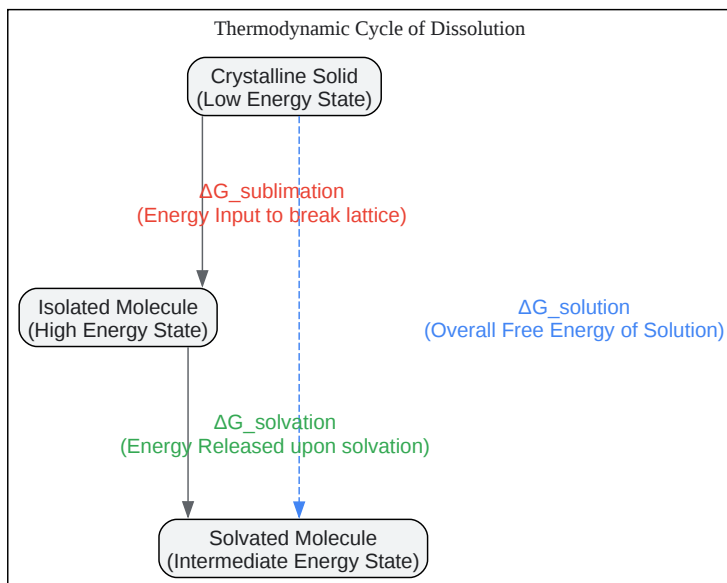 Thermodynamic Cycle of Dissolution
Crystalline Solid
(Low Energy State)
ΔG_sublimation
(Energy Input to break lattice)
Isolated Molecule
(High Energy State)
ΔG_solution
(Overall Free Energy of Solution)
ΔG_solvation
(Energy Released upon solvation)
Solvated Molecule
(Intermediate Energy State)